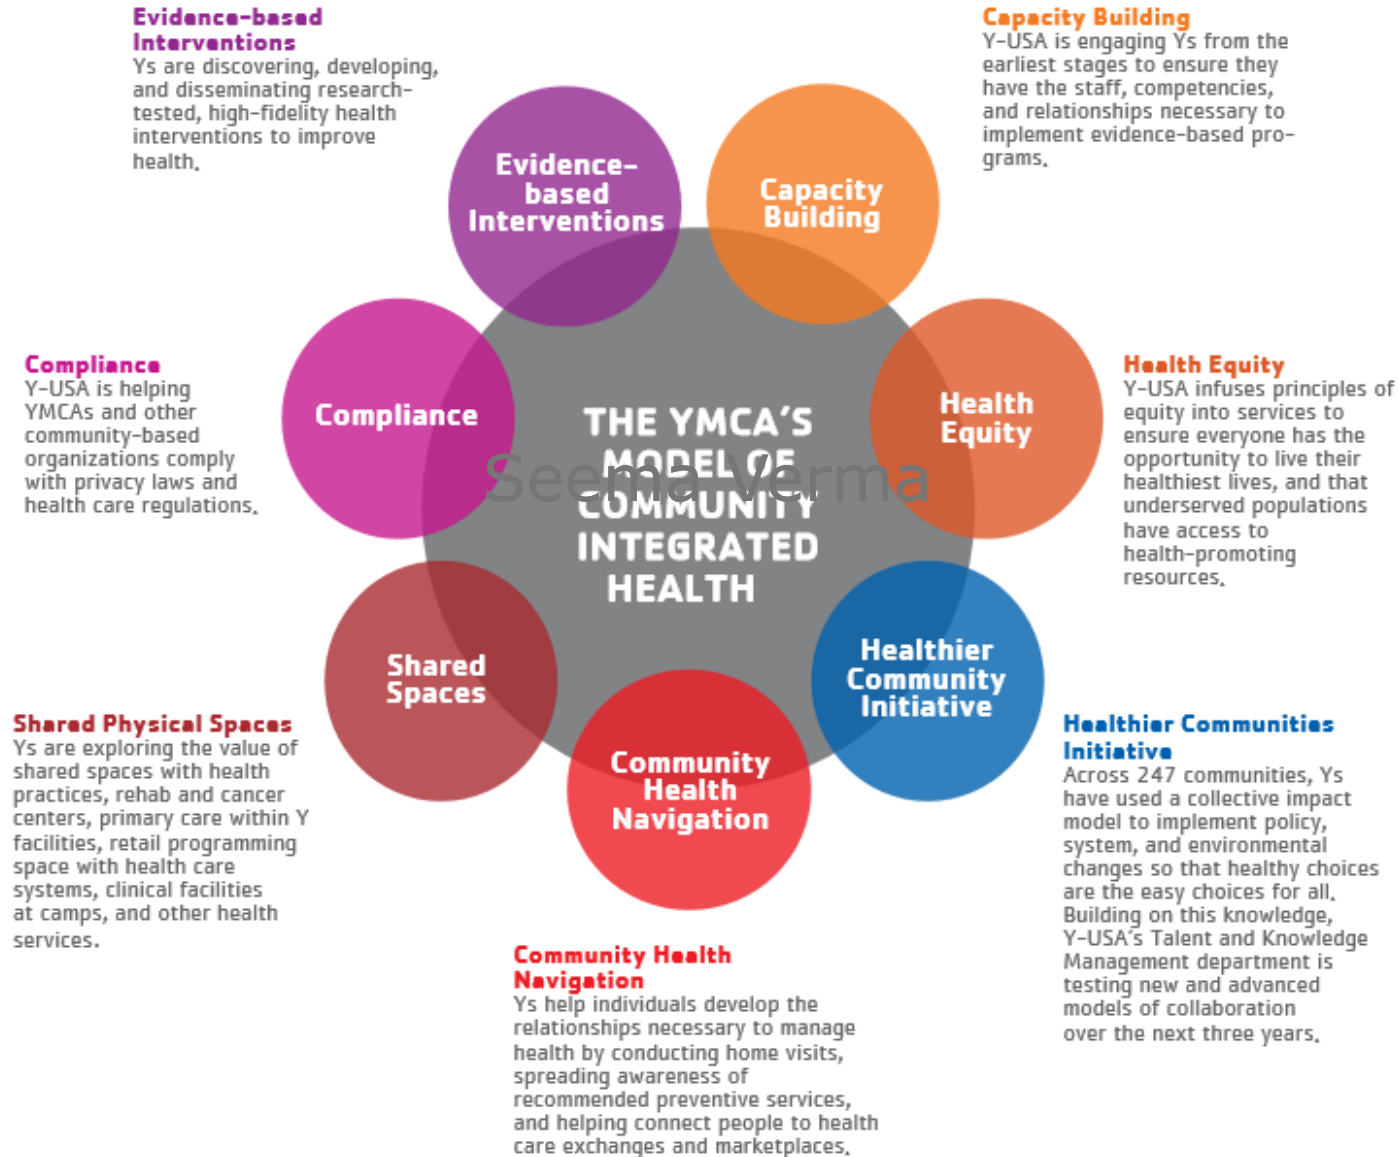 Evidence-based
Interventions
Ys are discovering, developing,
and disseminating research-
tested, high-fidelity health
interventions to improve
health.
Capacity Building
Y-USA is engaging Ys from the
earliest stages to ensure they
have the staff, competencies,
and relationships necessary to
implement evidence-based pro-
grams.
Evidence-
based
Interventions
Capacity
Building
Compliance
Y-USA is helping
YMCAs and other
community-based
organizations comply
with privacy laws and
health care regulations.
Compliance
THE YMCA'S
MODEL OF
COMMUNITY
INTEGRATED
HEALTH
Seema Verma
Health
Equity
Health Equity
Y-USA infuses principles of
equity into services to
ensure everyone has the
opportunity to live their
healthiest lives, and that
underserved populations
have access to
health-promoting
resources.
Shared
Spaces
Healthier
Community
Initiative
Community
Health
Navigation
Shared Physical Spaces
Ys are exploring the value of
shared spaces with health
practices, rehab and cancer
centers, primary care within Y
facilities, retail programming
space with health care
systems, clinical facilities
at camps, and other health
services.
Healthier Communities
Initiative
Across 247 communities, Ys
have used a collective impact
model to implement policy,
system, and environmental
changes so that healthy choices
are the easy choices for all.
Building on this knowledge,
Y-USA's Talent and Knowledge
Management department is
testing new and advanced
models of collaboration
over the next three years.
Community Health
Navigation
Ys help individuals develop the
relationships necessary to manage
health by conducting home visits,
spreading awareness of
recommended preventive services,
and helping connect people to health
care exchanges and marketplaces.